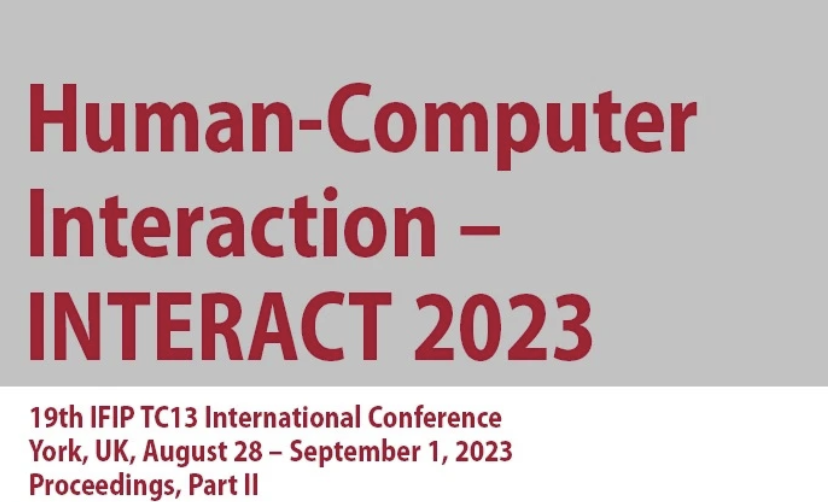 Human-Computer
Interaction –
INTERACT 2023
19th IFIP TC13 International Conference
York, UK, August 28 – September 1, 2023
Proceedings, Part II